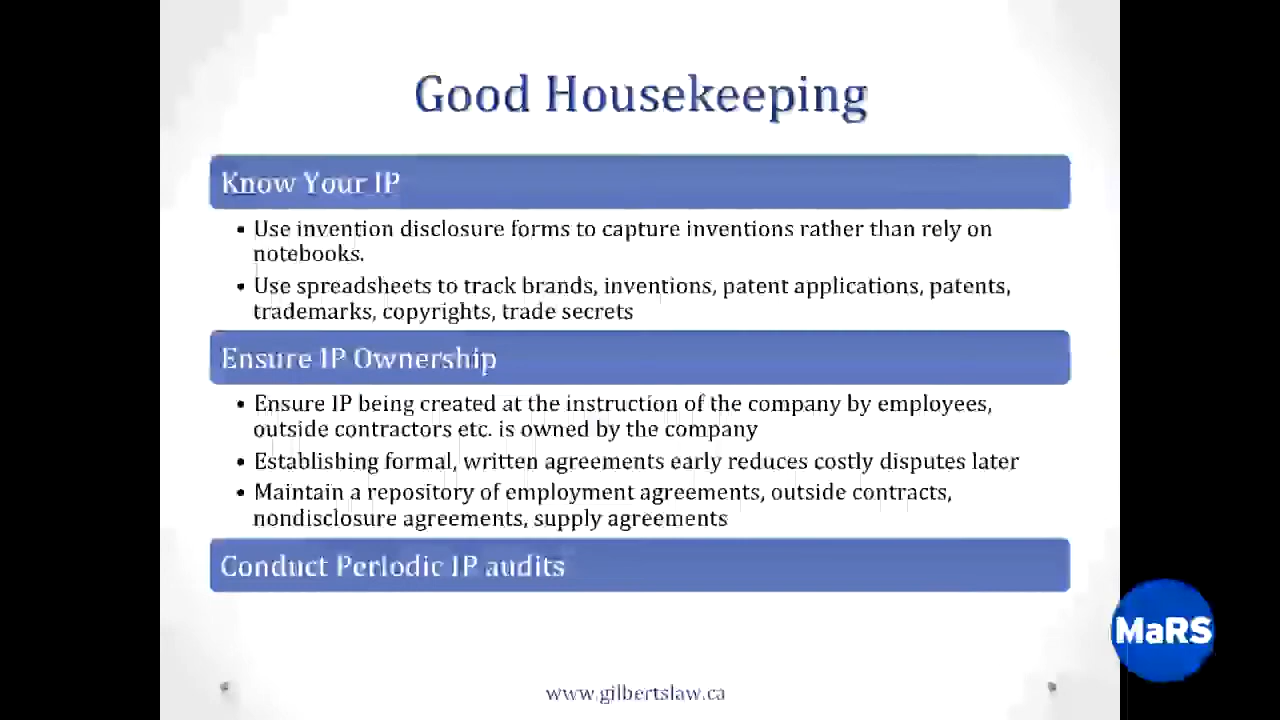 Good Housekeeping
Know Your IP
• Use invention disclosure forms to capture inventions rather than rely on
notebooks.
• Use spreadsheets to track brands, inventions, patent applications, patents,
trademarks, copyrights, trade secrets
Ensure IP Ownership
• Ensure IP being created at the instruction of the company by employees,
outside contractors etc. is owned by the company
• Establishing formal, written agreements early reduces costly disputes later
• Maintain a repository of employment agreements, outside contracts,
nondisclosure agreements, supply agreements
Conduct Periodic IP audits
MaRS
www.gilbertslaw.ca